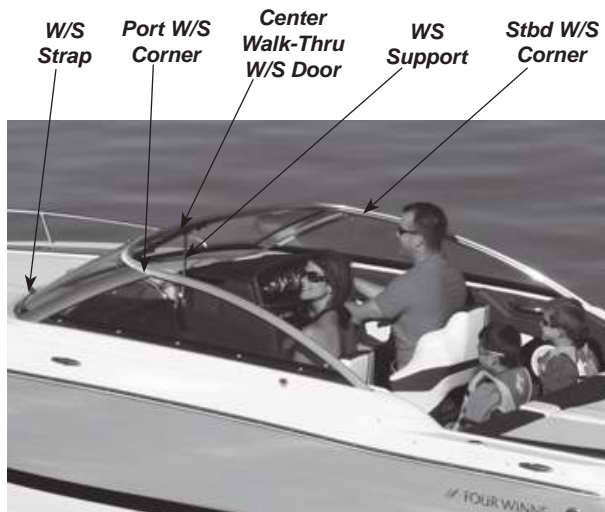 W/S
Strap
Port W/S
Corner
Center
Walk-Thru
W/S Door
WS
Support
Stbd W/S
Corner
FOUR WINNS